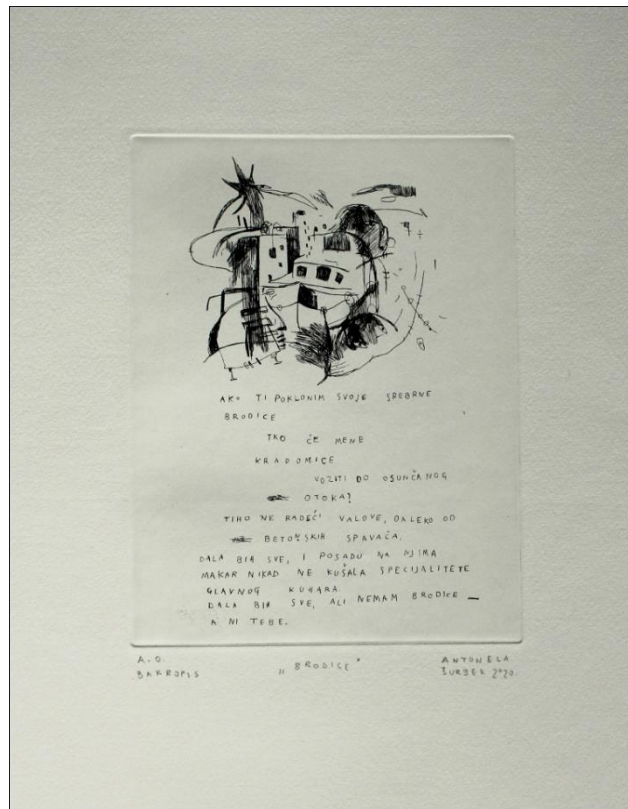 AKO TI POKLONIM SVOJE SREBRNE
BRODICE
TKO ĆE MENE
KRADOMICE
VOZITI DO OSUNČANOG
OTOKA?
TIHO NE RADEĆI VALOVE, DALEKO OD
BETONSKIH SPAVAČA.
DALA BIH SVE, I POSADU NA NJIMA
MAKAR NIKAD NE KUŠALA SPECIJALITETE
GLAVNOG KUHARA.
DALA BIH SVE, ALI NEMAM BRODICE —
A NI TEBE.
A.O. „BRODICE" ANTONELA
BAKROPIS ŠURBEK 2020.